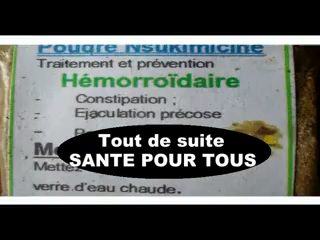 Poudre Nsukimicine
Traitement et prévention
Hémorroïdaire
- Constipation ;
- Ejaculation précose
-
Tout de suite
SANTE POUR TOUS
Mettez
verre d'eau chaude.